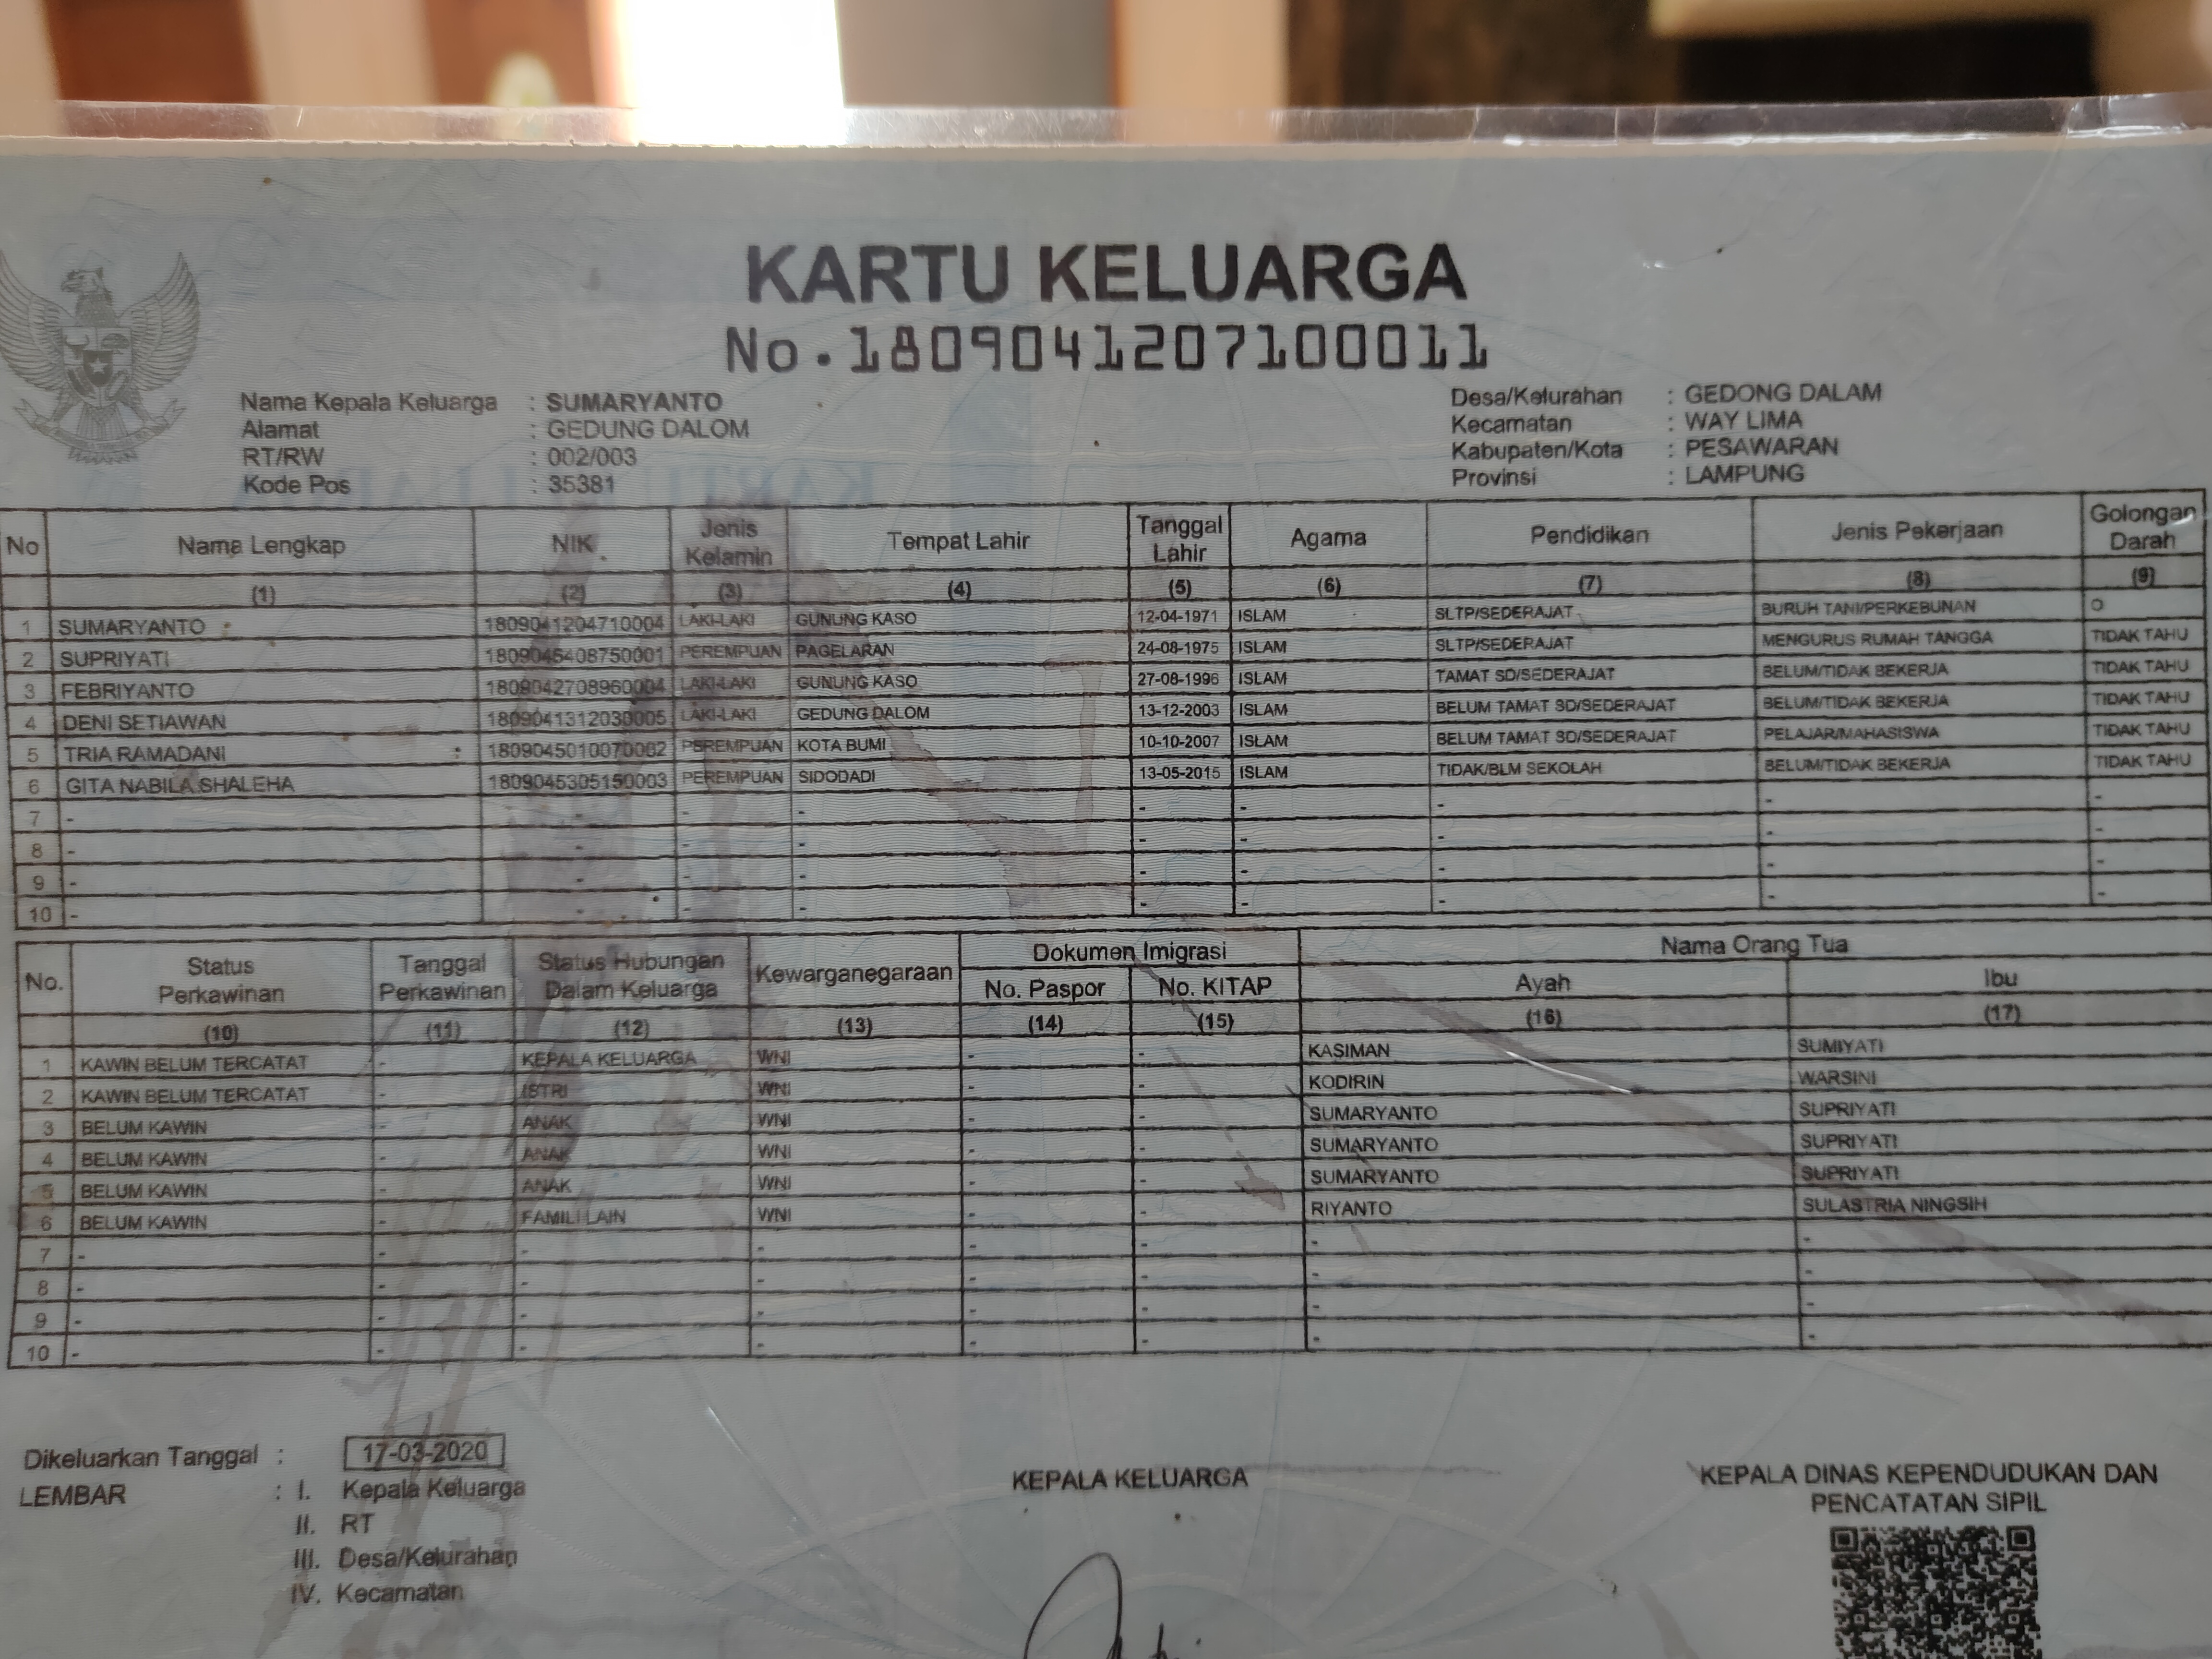 KARTU KELUARGA
No.1809041207100011
Nama Kepala Keluarga : SUMARYANTO
Alamat : GEDUNG DALOM
RT/RW : 002/003
Kode Pos : 35381
Desa/Kelurahan : GEDONG DALAM
Kecamatan : WAY LIMA
Kabupaten/Kota : PESAWARAN
Provinsi : LAMPUNG
No Nama Lengkap NIK Jenis Kelamin Tempat Lahir Tanggal Lahir Agama Pendidikan Jenis Pekerjaan Golongan Darah
(1) (2) (3) (4) (5) (6) (7) (8) (9)
1 SUMARYANTO 1809041204710004 LAKI-LAKI GUNUNG KASO 12-04-1971 ISLAM SLTP/SEDERAJAT BURUH TANI/PERKEBUNAN O
2 SUPRIYATI 1809045408750001 PEREMPUAN PAGELARAN 24-08-1975 ISLAM SLTP/SEDERAJAT MENGURUS RUMAH TANGGA TIDAK TAHU
3 FEBRIYANTO 1809042708960004 LAKI-LAKI GUNUNG KASO 27-08-1996 ISLAM TAMAT SD/SEDERAJAT BELUM/TIDAK BEKERJA TIDAK TAHU
4 DENI SETIAWAN 1809041312030005 LAKI-LAKI GEDUNG DALOM 13-12-2003 ISLAM BELUM TAMAT SD/SEDERAJAT BELUM/TIDAK BEKERJA TIDAK TAHU
5 TRIA RAMADANI 1809045010070002 PEREMPUAN KOTA BUMI 10-10-2007 ISLAM BELUM TAMAT SD/SEDERAJAT PELAJAR/MAHASISWA TIDAK TAHU
6 GITA NABILA SHALEHA 1809045305150003 PEREMPUAN SIDODADI 13-05-2015 ISLAM TIDAK/BLM SEKOLAH BELUM/TIDAK BEKERJA TIDAK TAHU
7 - - - - - - - - -
8 - - - - - - - - -
9 - - - - - - - - -
10 - - - - - - - - -
No. Status Perkawinan Tanggal Perkawinan Status Hubungan Dalam Keluarga Kewarganegaraan Dokumen Imigrasi Nama Orang Tua
No. Paspor No. KITAP Ayah Ibu
(10) (11) (12) (13) (14) (15) (16) (17)
1 KAWIN BELUM TERCATAT - KEPALA KELUARGA WNI - - KASIMAN SUMIYATI
2 KAWIN BELUM TERCATAT - ISTRI WNI - - KODIRIN WARSINI
3 BELUM KAWIN - ANAK WNI - - SUMARYANTO SUPRIYATI
4 BELUM KAWIN - ANAK WNI - - SUMARYANTO SUPRIYATI
5 BELUM KAWIN - ANAK WNI - - SUMARYANTO SUPRIYATI
6 BELUM KAWIN - FAMILI LAIN WNI - - RIYANTO SULASTRIA NINGSIH
7 - - - - - - - -
8 - - - - - - - -
9 - - - - - - - -
10 - - - - - - - -
Dikeluarkan Tanggal : 17-03-2020
LEMBAR : I. Kepala Keluarga
II. RT
III. Desa/Kelurahan
IV. Kecamatan
KEPALA KELUARGA
KEPALA DINAS KEPENDUDUKAN DAN
PENCATATAN SIPIL